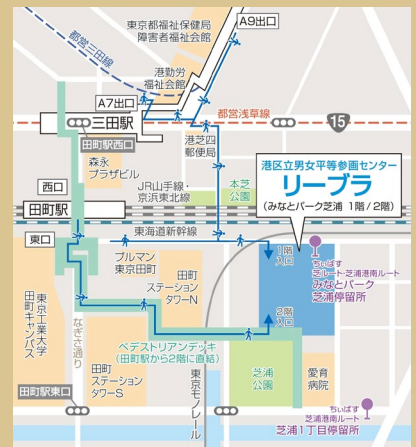 東京都福祉保健局
障害者福祉会館
A9出口
都営三田線
港勤労
福祉会館
A7出口
三田駅
都営浅草線
15
田町駅西口
港芝四
郵便局
森永
プラザビル
西口
JR山手線・
京浜東北線
本芝
公園
港区立男女平等参画センター
リーブラ
(みなとパーク芝浦 1階/2階)
田町駅
東口
東海道新幹線
プルマン
東京田町
1階
入口
ちぃばす
芝ルート・芝浦港南ルート
みなとパーク
芝浦停留所
田町
ステーション
タワーN
東京工業大学
田町キャンパス
なぎさ通り
2階
入口
ペデストリアンデッキ
(田町駅から2階に直結)
田町
ステーション
タワーS
東京モノレール
芝浦
公園
愛育
病院
田町駅東口
ちぃばす
芝浦港南ルート
芝浦1丁目停留所